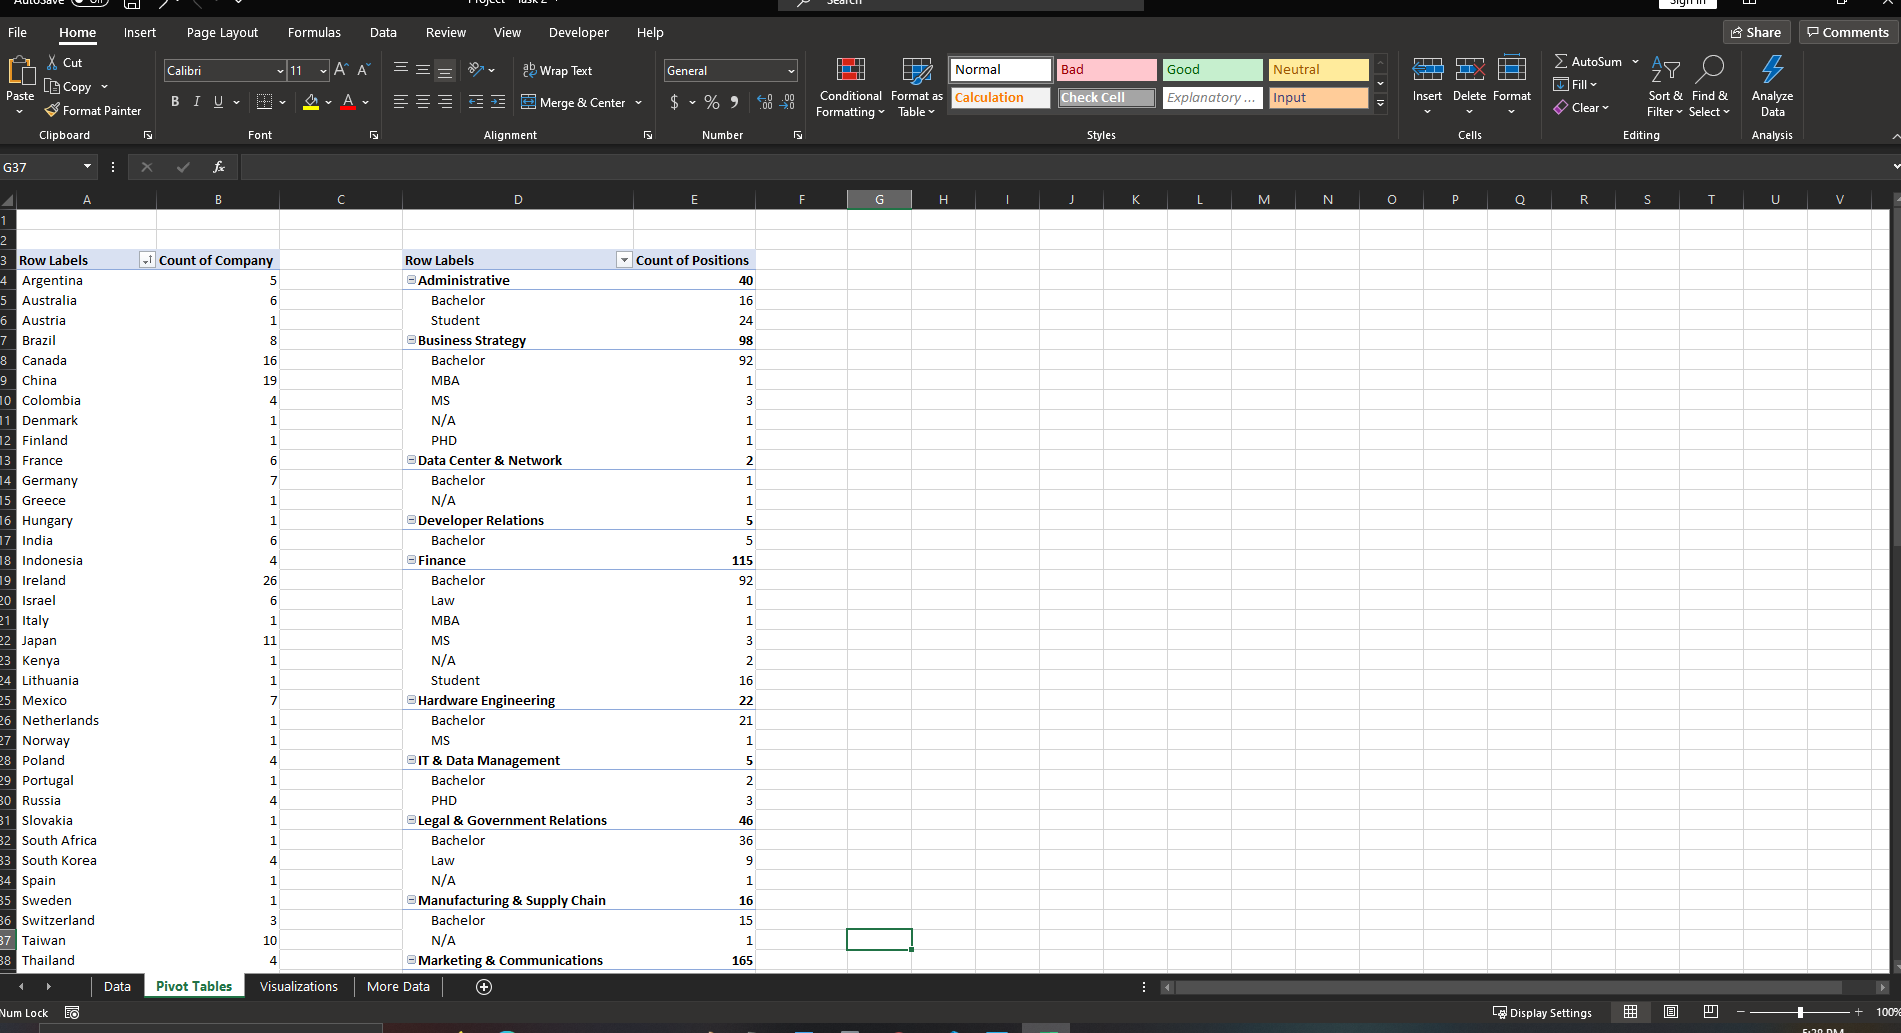 AutoSave Off Project - Task 2 Search Sign in
File Home Insert Page Layout Formulas Data Review View Developer Help Share Comments
Paste Cut Copy Format Painter
Calibri 11 A A B I U A
ab Wrap Text Merge & Center
General $ % 9
Conditional Formatting Format as Table
Normal Bad Good Neutral
Calculation Check Cell Explanatory ... Input
Insert Delete Format
AutoSum Fill Clear Sort & Filter Find & Select
Analyze Data
Clipboard Font Alignment Number Styles Cells Editing Analysis
G37 fx
A B C D E F G H I J K L M N O P Q R S T U V
1
2
3 Row Labels Count of Company Row Labels Count of Positions
4 Argentina 5 Administrative 40
5 Australia 6 Bachelor 16
6 Austria 1 Student 24
7 Brazil 8 Business Strategy 98
8 Canada 16 Bachelor 92
9 China 19 MBA 1
10 Colombia 4 MS 3
11 Denmark 1 N/A 1
12 Finland 1 PHD 1
13 France 6 Data Center & Network 2
14 Germany 7 Bachelor 1
15 Greece 1 N/A 1
16 Hungary 1 Developer Relations 5
17 India 6 Bachelor 5
18 Indonesia 4 Finance 115
19 Ireland 26 Bachelor 92
20 Israel 6 Law 1
21 Italy 1 MBA 1
22 Japan 11 MS 3
23 Kenya 1 N/A 2
24 Lithuania 1 Student 16
25 Mexico 7 Hardware Engineering 22
26 Netherlands 1 Bachelor 21
27 Norway 1 MS 1
28 Poland 4 IT & Data Management 5
29 Portugal 1 Bachelor 2
30 Russia 4 PHD 3
31 Slovakia 1 Legal & Government Relations 46
32 South Africa 1 Bachelor 36
33 South Korea 4 Law 9
34 Spain 1 N/A 1
35 Sweden 1 Manufacturing & Supply Chain 16
36 Switzerland 3 Bachelor 15
37 Taiwan 10 N/A 1
38 Thailand 4 Marketing & Communications 165
Data Pivot Tables Visualizations More Data
Num Lock Display Settings 100%
5:28 PM